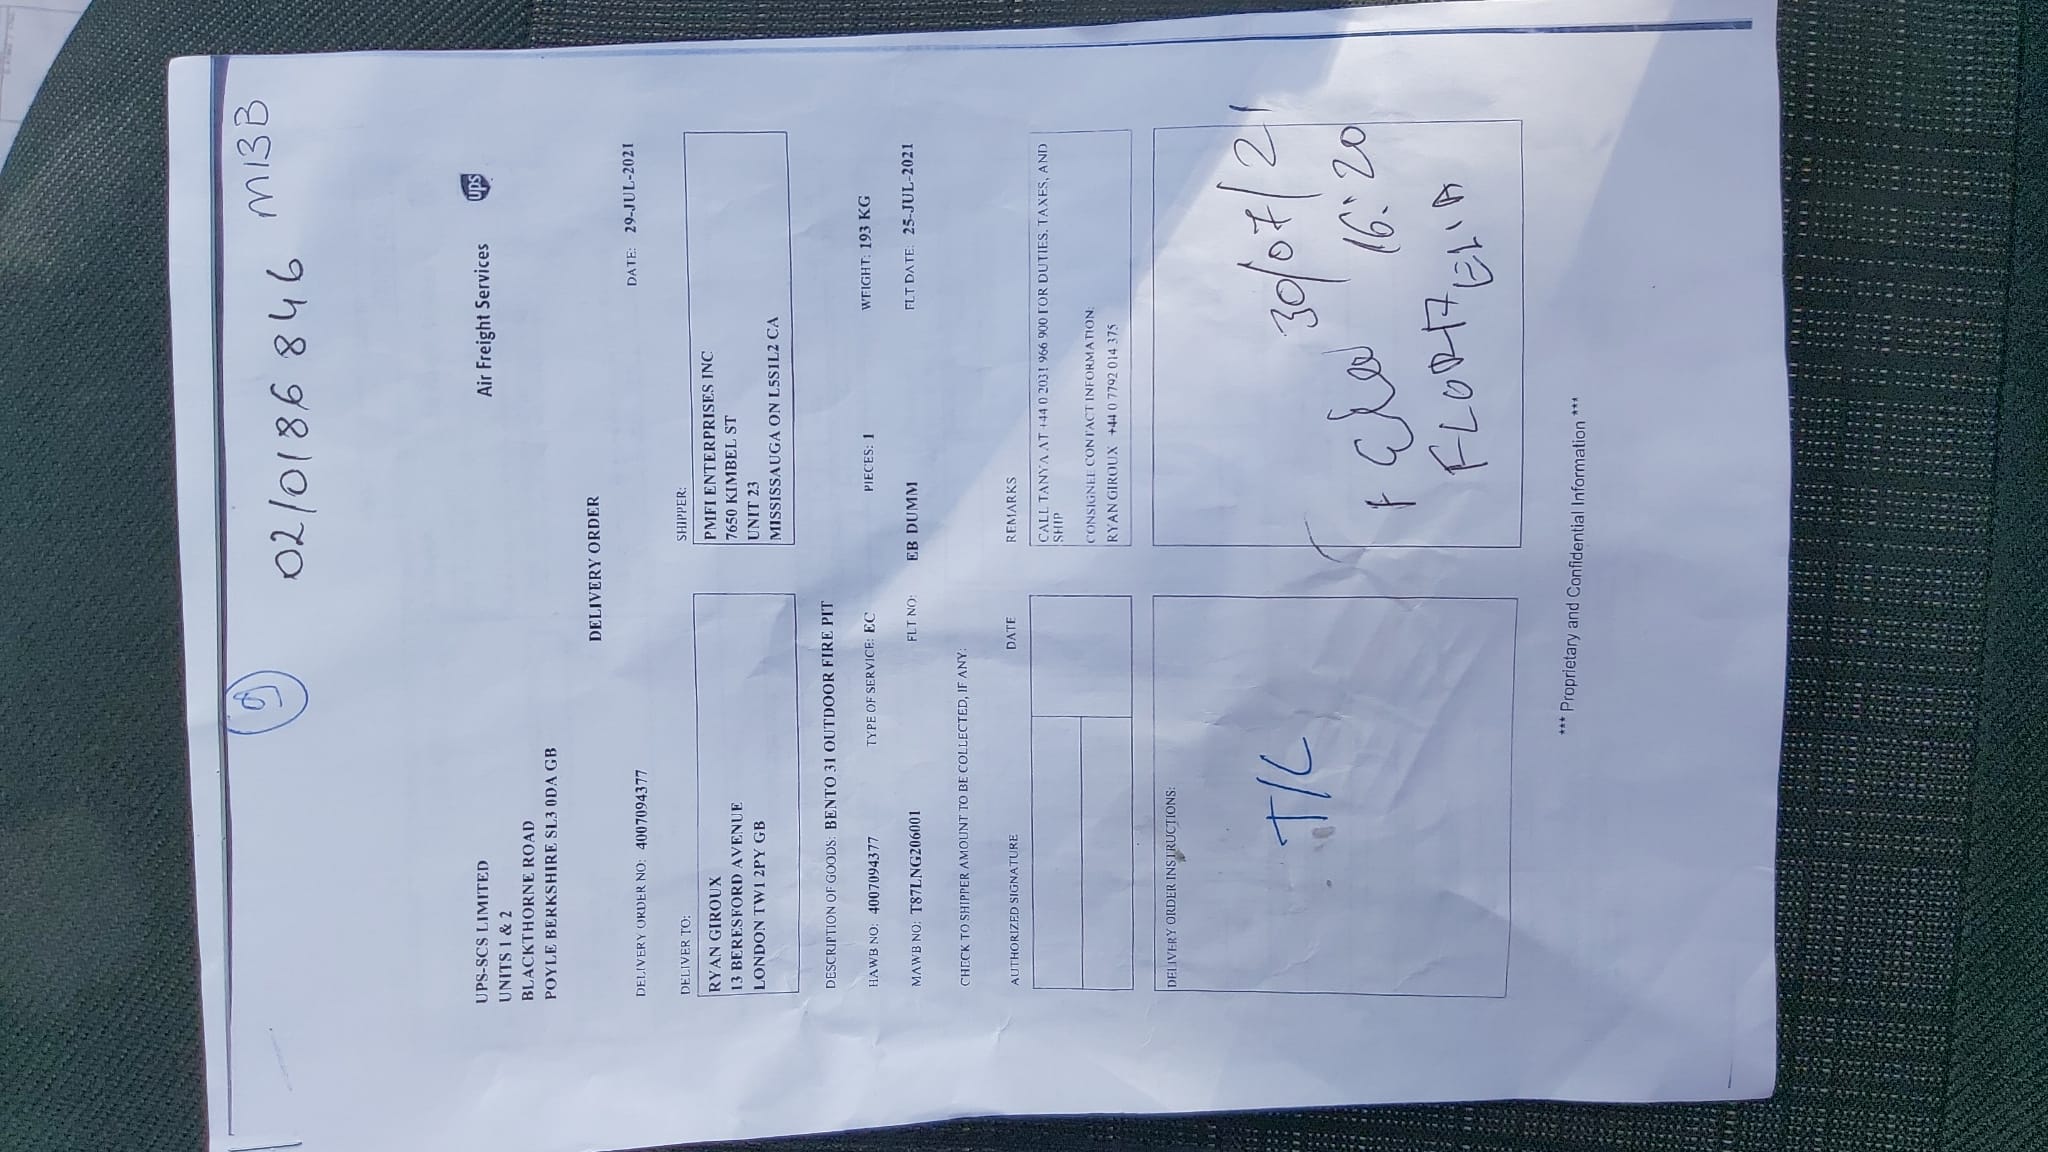 9
02/0186846 M13B
UPS-SCS LIMITED
UNITS 1 & 2
BLACKTHORNE ROAD
POYLE BERKSHIRE SL3 0DA GB
Air Freight Services
ups
DELIVERY ORDER
DELIVERY ORDER NO: 4007094377
DATE: 29-JUL-2021
DELIVER TO:
RYAN GIROUX
13 BERESFORD AVENUE
LONDON TW1 2PY GB
SHIPPER:
PMFI ENTERPRISES INC
7650 KIMBEL ST
UNIT 23
MISSISSAUGA ON L5S1L2 CA
DESCRIPTION OF GOODS: BENTO 31 OUTDOOR FIRE PIT
HAWB NO: 4007094377 TYPE OF SERVICE: EC PIECES: 1 WEIGHT: 193 KG
MAWB NO: T87LNG206001 FLT NO: EB DUMM FLT DATE: 25-JUL-2021
CHECK TO SHIPPER AMOUNT TO BE COLLECTED, IF ANY:
AUTHORIZED SIGNATURE DATE
REMARKS
CALL TANYA AT +44 0 2031 966 900 FOR DUTIES, TAXES, AND
SHIP
CONSIGNEE CONTACT INFORMATION:
RYAN GIROUX +44 0 7792 014 375
DELIVERY ORDER INSTRUCTIONS:
T/L
30/07/21
16:20
*** Proprietary and Confidential Information ***